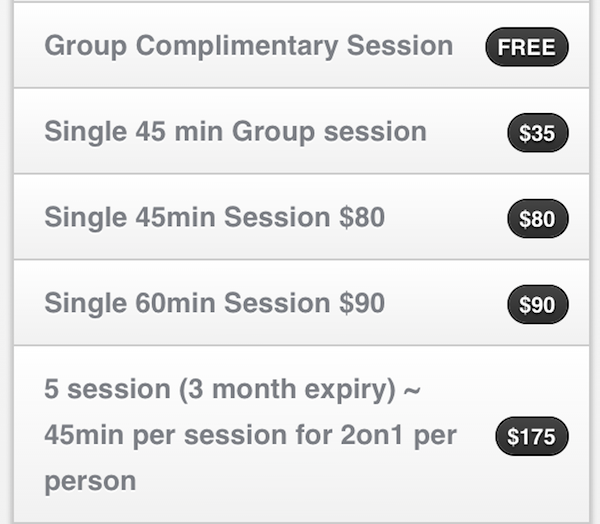 Group Complimentary Session FREE
Single 45 min Group session $35
Single 45min Session $80 $80
Single 60min Session $90 $90
5 session (3 month expiry) ~
45min per session for 2on1 per $175
person